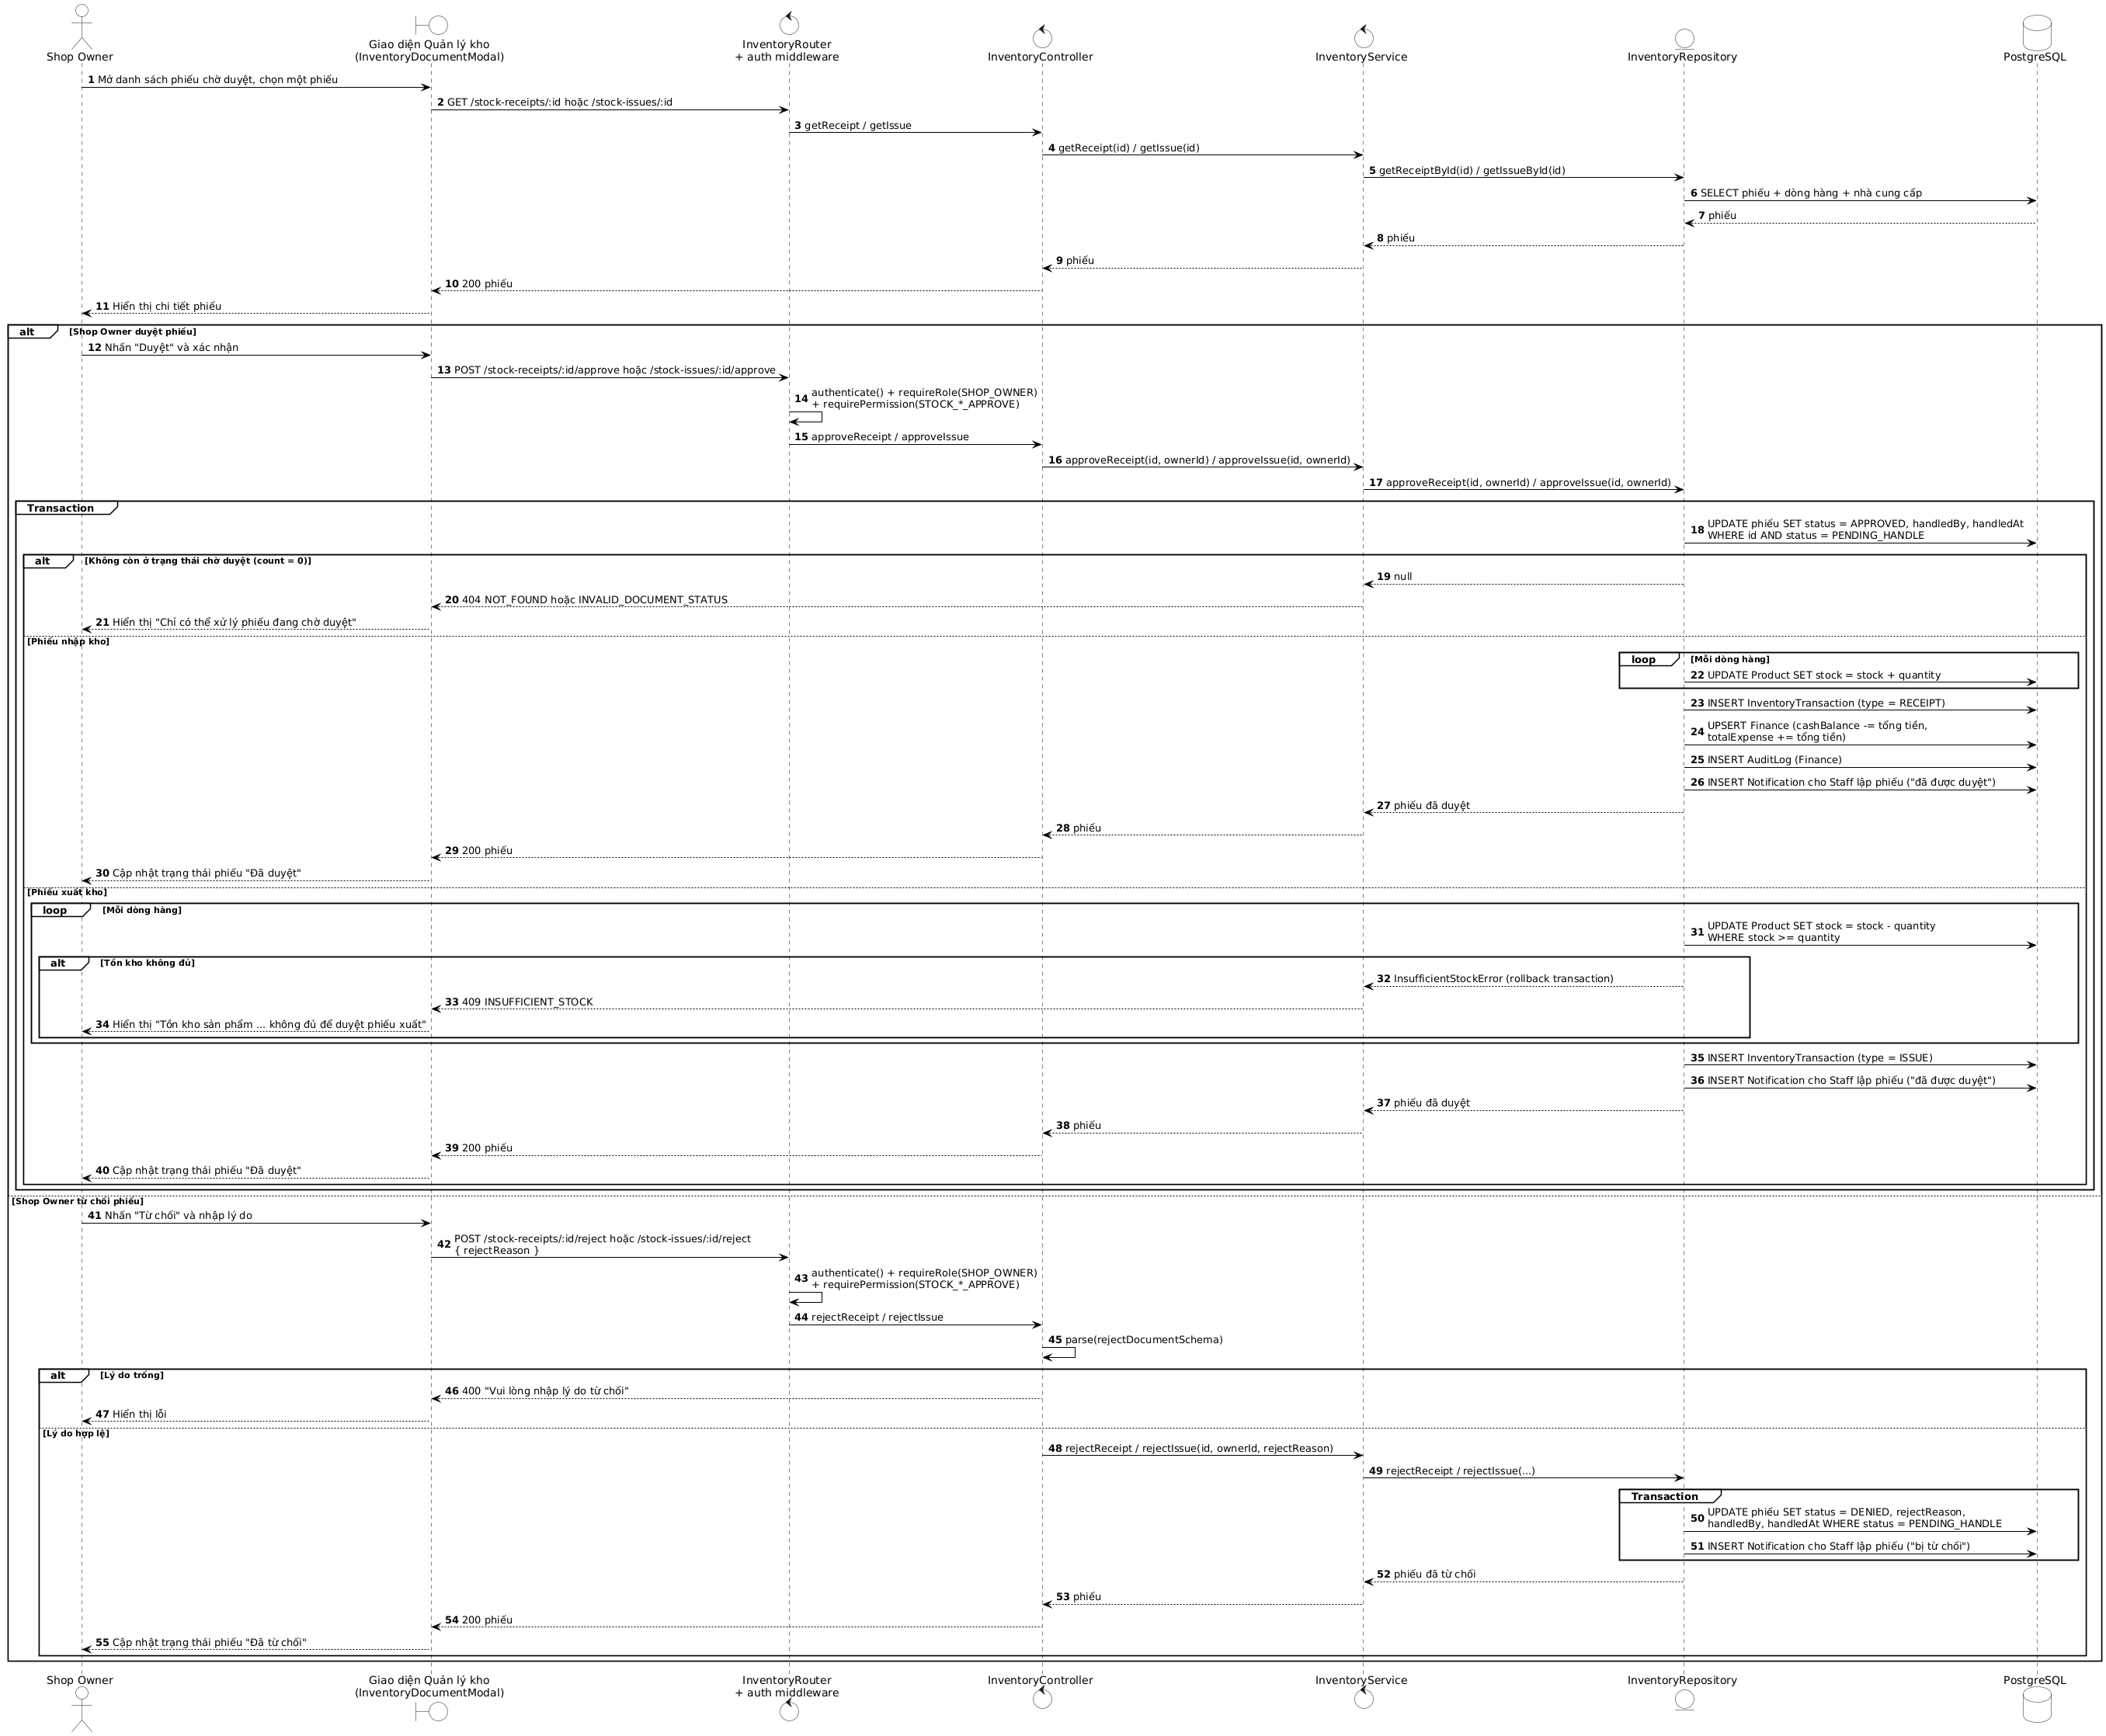 Shop Owner
Giao diện Quản lý kho
(InventoryDocumentModal)
InventoryRouter
+ auth middleware
InventoryController
InventoryService
InventoryRepository
PostgreSQL
1 Mở danh sách phiếu chờ duyệt, chọn một phiếu
2 GET /stock-receipts/:id hoặc /stock-issues/:id
3 getReceipt / getIssue
4 getReceipt(id) / getIssue(id)
5 getReceiptById(id) / getIssueById(id)
6 SELECT phiếu + dòng hàng + nhà cung cấp
7 phiếu
8 phiếu
9 phiếu
10 200 phiếu
11 Hiển thị chi tiết phiếu
alt [Shop Owner duyệt phiếu]
12 Nhấn "Duyệt" và xác nhận
13 POST /stock-receipts/:id/approve hoặc /stock-issues/:id/approve
14 authenticate() + requireRole(SHOP_OWNER)
+ requirePermission(STOCK_*_APPROVE)
15 approveReceipt / approveIssue
16 approveReceipt(id, ownerId) / approveIssue(id, ownerId)
17 approveReceipt(id, ownerId) / approveIssue(id, ownerId)
Transaction
18 UPDATE phiếu SET status = APPROVED, handledBy, handledAt
WHERE id AND status = PENDING_HANDLE
alt [Không còn ở trạng thái chờ duyệt (count = 0)]
19 null
20 404 NOT_FOUND hoặc INVALID_DOCUMENT_STATUS
21 Hiển thị "Chỉ có thể xử lý phiếu đang chờ duyệt"
[Phiếu nhập kho]
loop [Mỗi dòng hàng]
22 UPDATE Product SET stock = stock + quantity
23 INSERT InventoryTransaction (type = RECEIPT)
24 UPSERT Finance (cashBalance -= tổng tiền,
totalExpense += tổng tiền)
25 INSERT AuditLog (Finance)
26 INSERT Notification cho Staff lập phiếu ("đã được duyệt")
27 phiếu đã duyệt
28 phiếu
29 200 phiếu
30 Cập nhật trạng thái phiếu "Đã duyệt"
[Phiếu xuất kho]
loop [Mỗi dòng hàng]
31 UPDATE Product SET stock = stock - quantity
WHERE stock >= quantity
alt [Tồn kho không đủ]
32 InsufficientStockError (rollback transaction)
33 409 INSUFFICIENT_STOCK
34 Hiển thị "Tồn kho sản phẩm ... không đủ để duyệt phiếu xuất"
35 INSERT InventoryTransaction (type = ISSUE)
36 INSERT Notification cho Staff lập phiếu ("đã được duyệt")
37 phiếu đã duyệt
38 phiếu
39 200 phiếu
40 Cập nhật trạng thái phiếu "Đã duyệt"
[Shop Owner từ chối phiếu]
41 Nhấn "Từ chối" và nhập lý do
42 POST /stock-receipts/:id/reject hoặc /stock-issues/:id/reject
{ rejectReason }
43 authenticate() + requireRole(SHOP_OWNER)
+ requirePermission(STOCK_*_APPROVE)
44 rejectReceipt / rejectIssue
45 parse(rejectDocumentSchema)
alt [Lý do trống]
46 400 "Vui lòng nhập lý do từ chối"
47 Hiển thị lỗi
[Lý do hợp lệ]
48 rejectReceipt / rejectIssue(id, ownerId, rejectReason)
49 rejectReceipt / rejectIssue(...)
Transaction
50 UPDATE phiếu SET status = DENIED, rejectReason,
handledBy, handledAt WHERE status = PENDING_HANDLE
51 INSERT Notification cho Staff lập phiếu ("bị từ chối")
52 phiếu đã từ chối
53 phiếu
54 200 phiếu
55 Cập nhật trạng thái phiếu "Đã từ chối"
Shop Owner
Giao diện Quản lý kho
(InventoryDocumentModal)
InventoryRouter
+ auth middleware
InventoryController
InventoryService
InventoryRepository
PostgreSQL